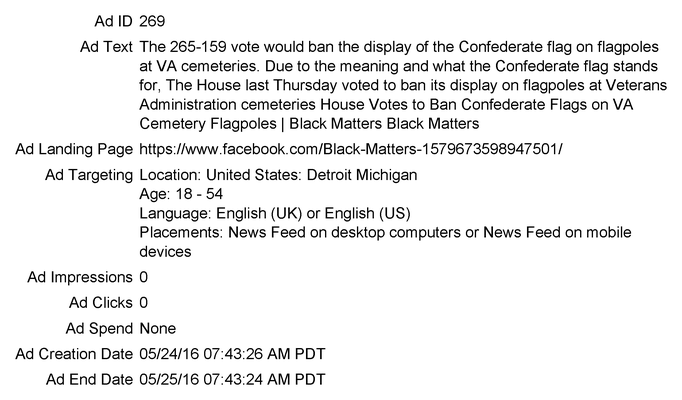 Ad ID 269
Ad Text The 265-159 vote would ban the display of the Confederate flag on flagpoles
at VA cemeteries. Due to the meaning and what the Confederate flag stands
for, The House last Thursday voted to ban its display on flagpoles at Veterans
Administration cemeteries House Votes to Ban Confederate Flags on VA
Cemetery Flagpoles | Black Matters Black Matters
Ad Landing Page https://www.facebook.com/Black-Matters-1579673598947501/
Ad Targeting Location: United States: Detroit Michigan
Age: 18 - 54
Language: English (UK) or English (US)
Placements: News Feed on desktop computers or News Feed on mobile
devices
Ad Impressions 0
Ad Clicks 0
Ad Spend None
Ad Creation Date 05/24/16 07:43:26 AM PDT
Ad End Date 05/25/16 07:43:24 AM PDT